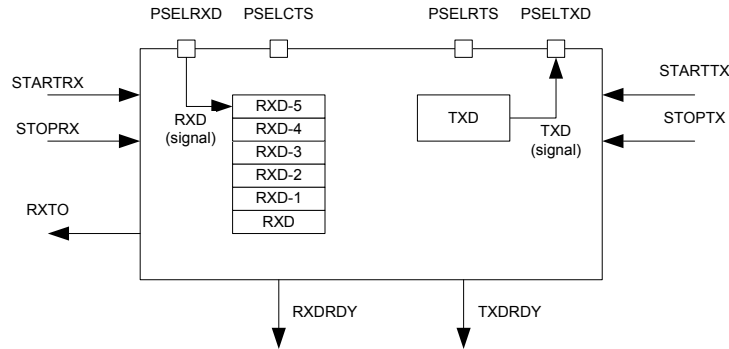 PSELRXD PSELCTS PSELRTS PSELTXD
STARTRX
STARTTX
STOPRX
STOPTX
RXD
(signal)
RXD-5
RXD-4
RXD-3
RXD-2
RXD-1
RXD
TXD
TXD
(signal)
RXTO
RXDRDY
TXDRDY